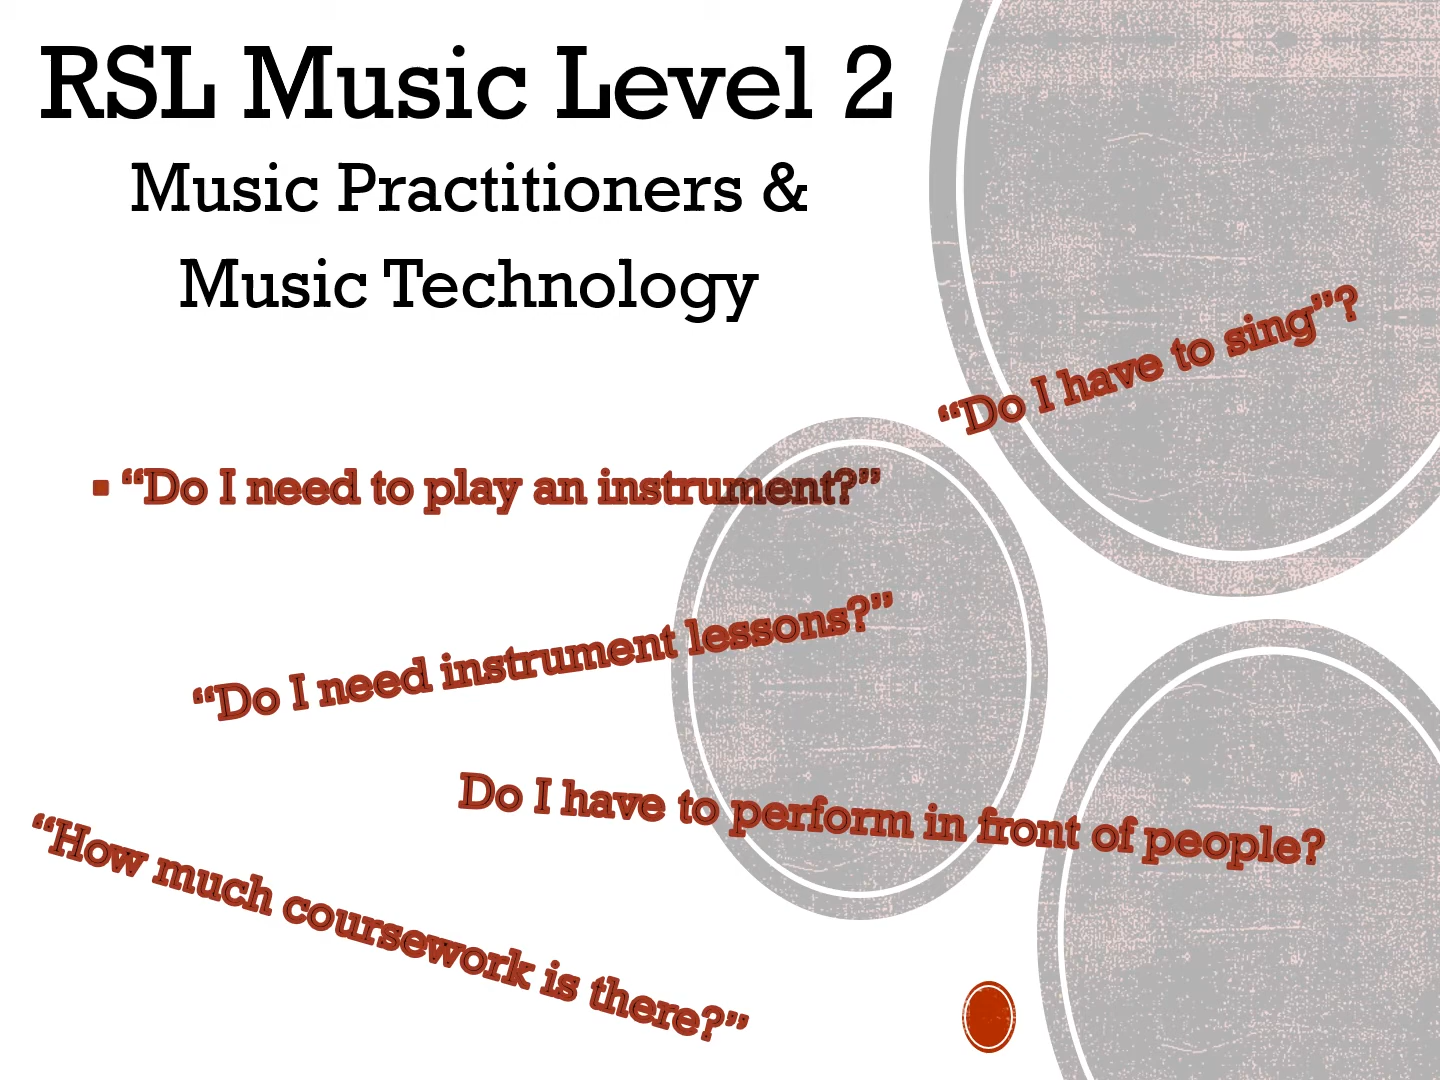 RSL Music Level 2
Music Practitioners &
Music Technology
“Do I have to sing”?
▪ “Do I need to play an instrument?”
“Do I need instrument lessons?”
Do I have to perform in front of people?
“How much coursework is there?”